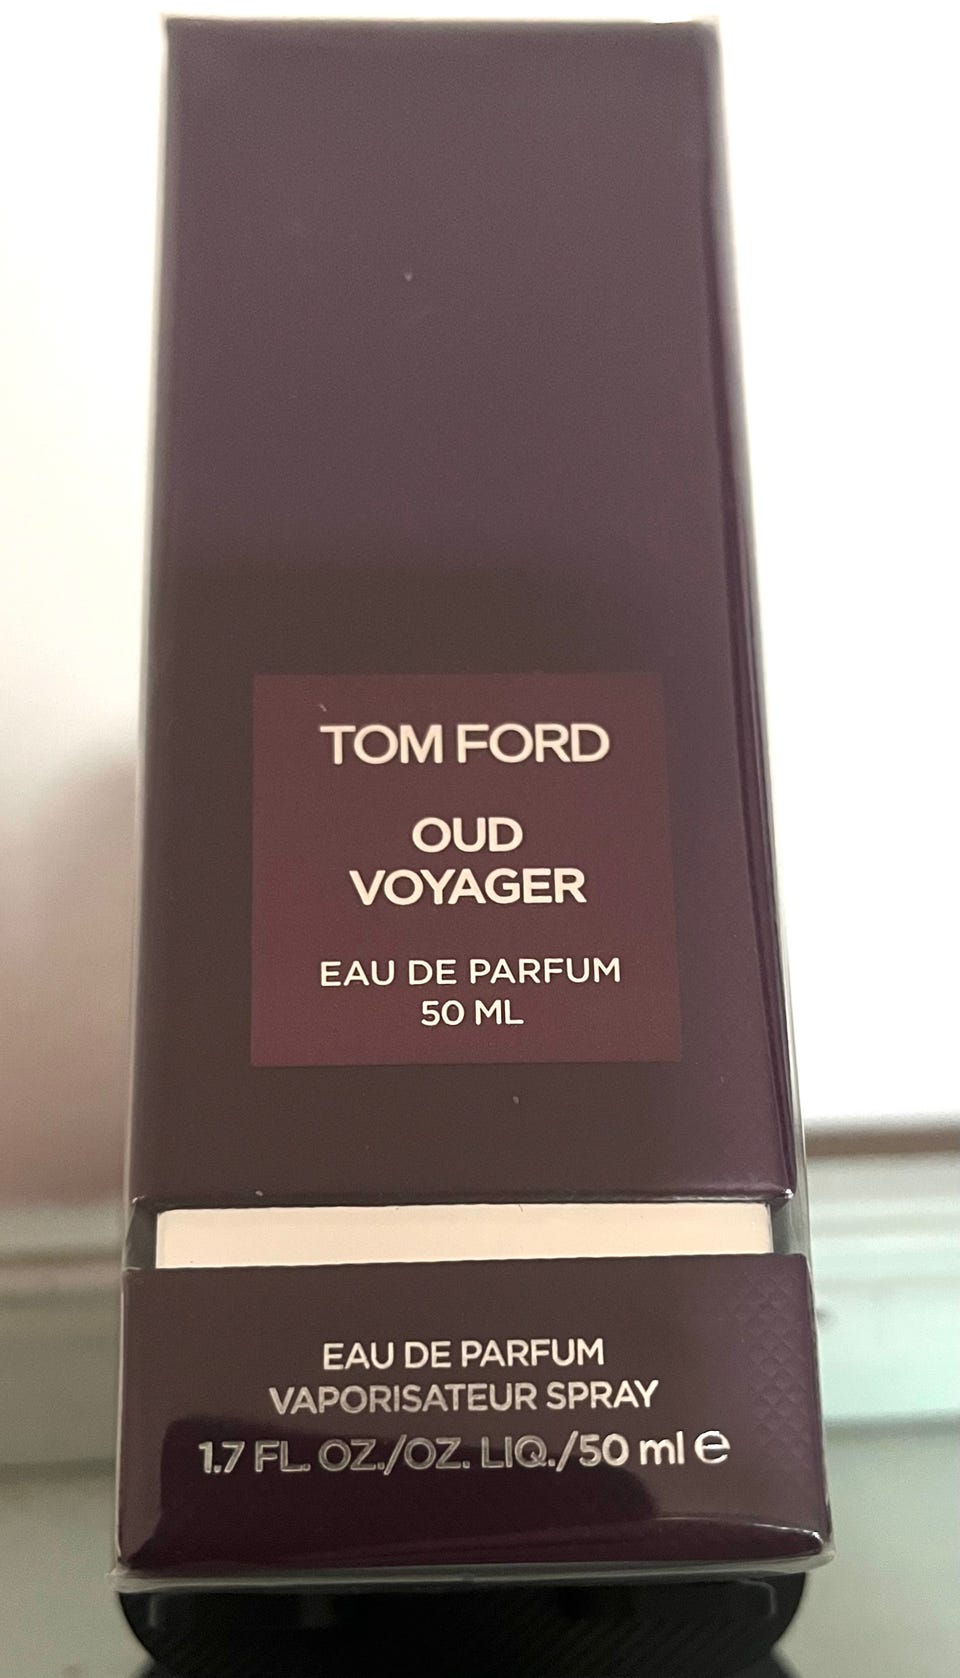 TOM FORD
OUD
VOYAGER
EAU DE PARFUM
50 ML
EAU DE PARFUM
VAPORISATEUR SPRAY
1.7 FL. OZ./OZ. LIQ./50 ml ℮